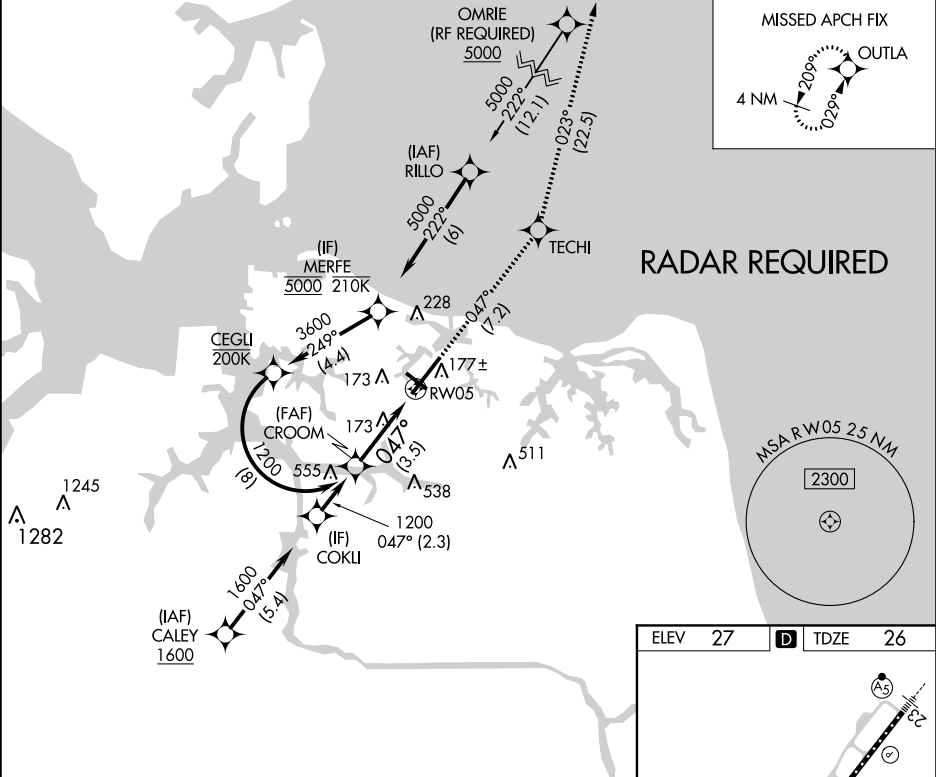 OMRIE
(RF REQUIRED)
5000
5000
222°
(12.1)
023°
(22.5)
MISSED APCH FIX
OUTLA
209°
4 NM
029°
(IAF)
RILLO
5000
222°
(6)
TECHI
RADAR REQUIRED
(IF)
MERFE
5000 210K
228
047°
(7.2)
CEGLI
200K
3600
249°
(4.4)
173
177±
RW05
(FAF)
CROOM
173
047°
(3.5)
1200
(8)
555
511
538
1245
1282
1200
047° (2.3)
(IF)
COKLI
MSA RW05 25 NM
2300
1600
047°
(5.4)
(IAF)
CALEY
1600
ELEV 27 D TDZE 26
A5
23